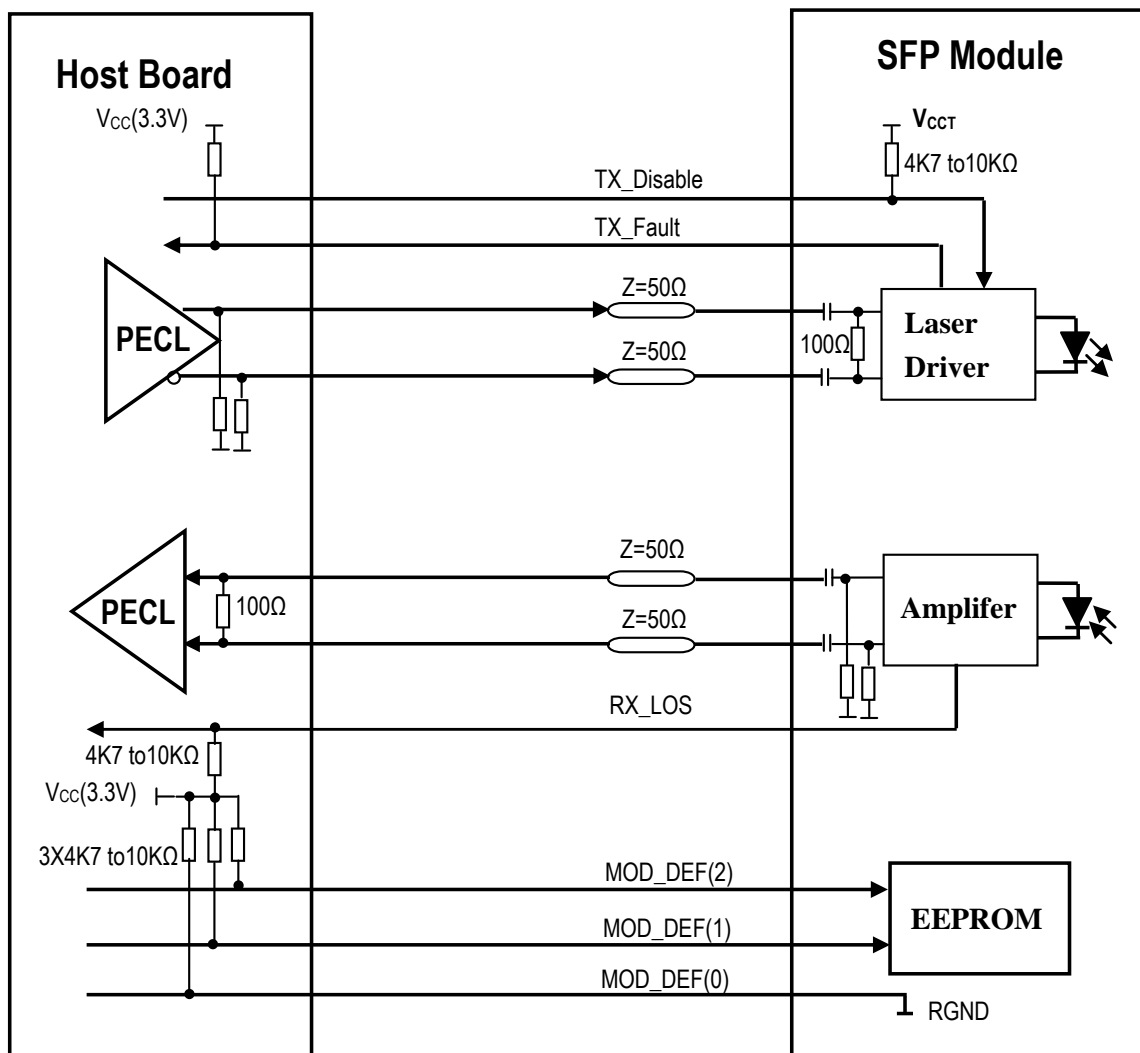 Host Board
SFP Module
VCC(3.3V)
VCCT
4K7 to10KΩ
TX_Disable
TX_Fault
Z=50Ω
PECL
100Ω
Laser
Driver
Z=50Ω
Z=50Ω
PECL
100Ω
Amplifer
Z=50Ω
RX_LOS
4K7 to10KΩ
VCC(3.3V)
3X4K7 to10KΩ
MOD_DEF(2)
EEPROM
MOD_DEF(1)
MOD_DEF(0)
RGND